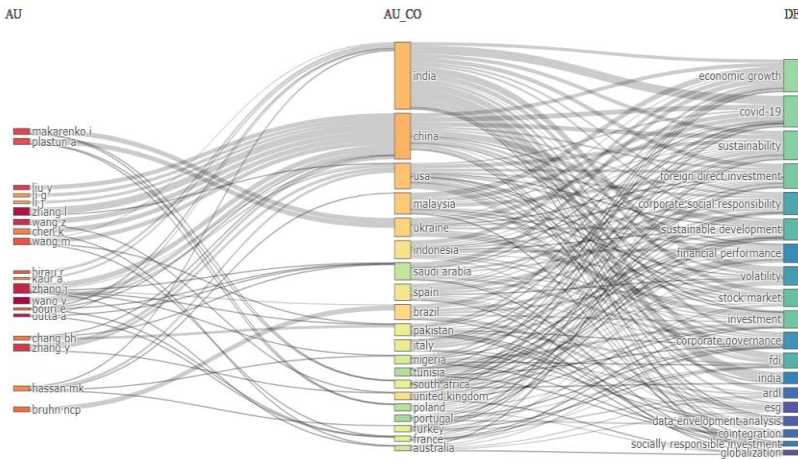 AU
AU_CO
DE
makarenko i
plastun a
liu y
li g
li j
zhang l
wang z
chen k
wang m
hirau r
kaur a
zhang j
wang y
bouri e
dutta a
chang bh
zhang y
hassan mk
bruhn ncp
india
china
usa
malaysia
ukraine
indonesia
saudi arabia
spain
brazil
pakistan
italy
nigeria
tunisia
south africa
united kingdom
poland
portugal
turkey
france
australia
economic growth
covid-19
sustainability
foreign direct investment
corporate social responsibility
sustainable development
financial performance
volatility
stock market
investment
corporate governance
fdi
india
ardl
esg
data envelopment analysis
cointegration
socially responsible investment
globalization